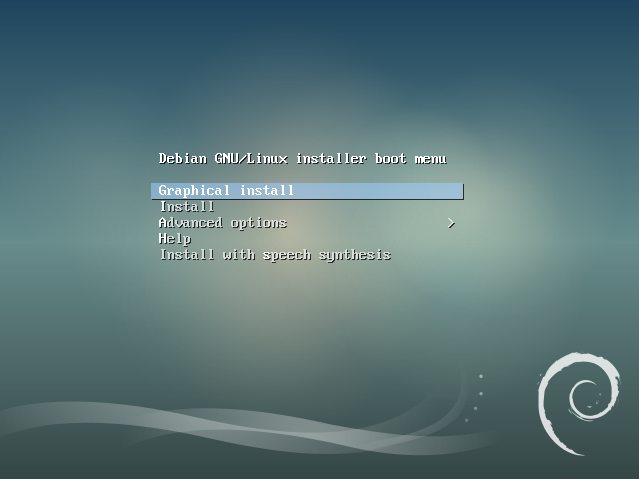 Debian GNU/Linux installer boot menu
Graphical install
Install
Advanced options >
Help
Install with speech synthesis